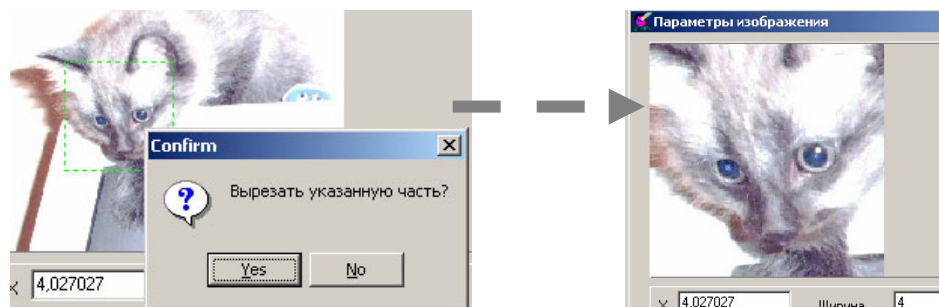 Параметры изображения
Confirm
Вырезать указанную часть?
Yes
No
X 4,027027
X 4,027027 Ширина 4